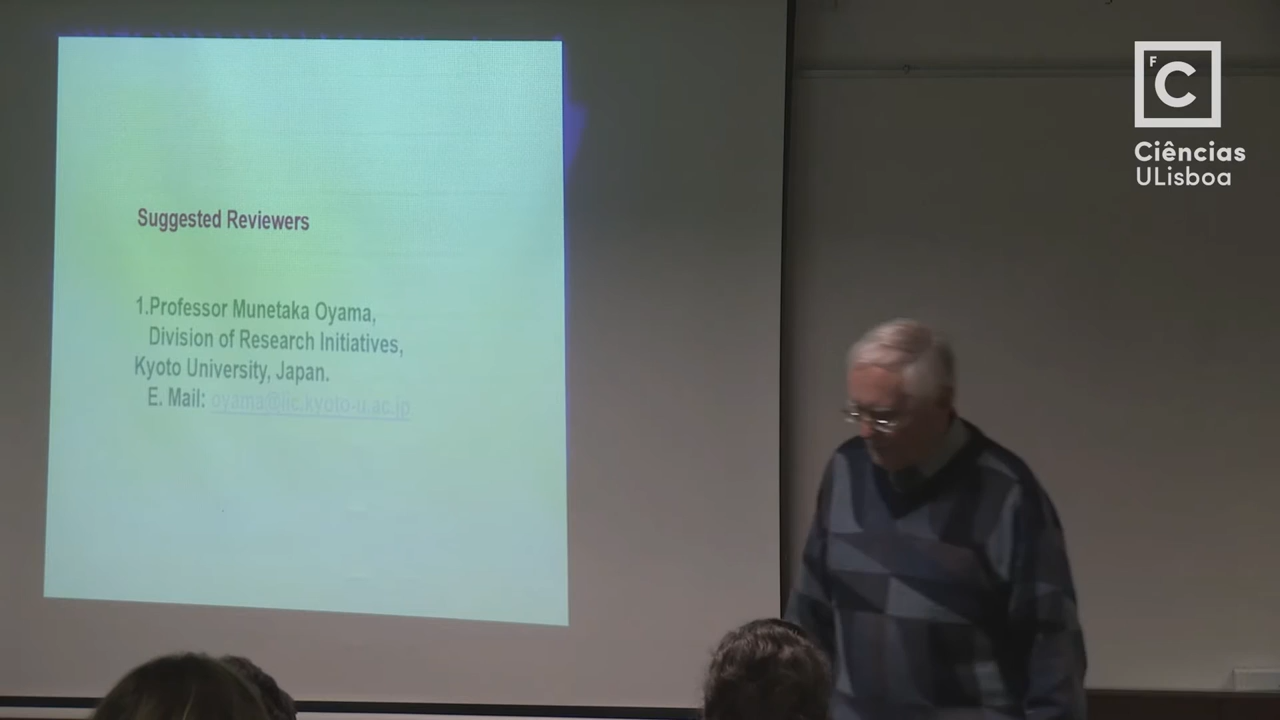 Suggested Reviewers
1.Professor Munetaka Oyama,
Division of Research Initiatives,
Kyoto University, Japan.
E. Mail: oyama@iic.kyoto-u.ac.jp
F
C
Ciências
ULisboa